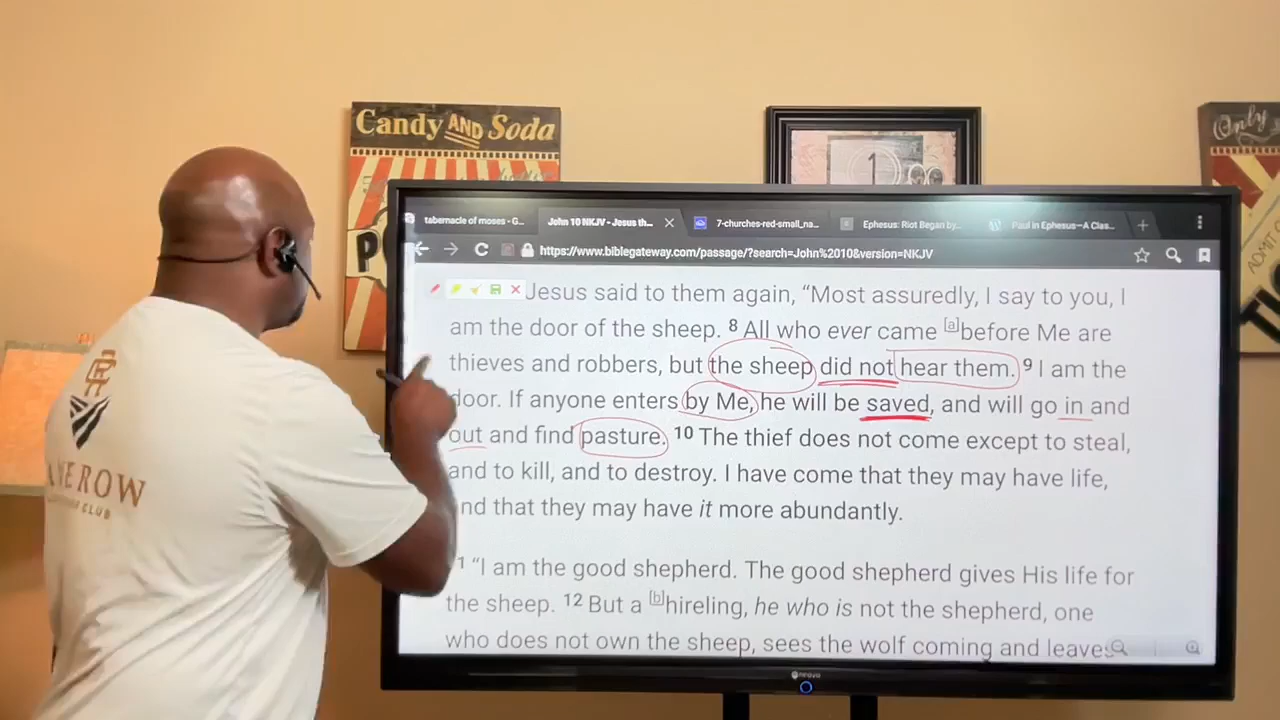 Candy AND Soda
Only
1
ADMIT
tabernacle of moses - G...
John 10 NKJV - Jesus th...
7-churches-red-small_na...
Ephesus: Riot Began by...
Paul in Ephesus—A Clas...
https://www.biblegateway.com/passage/?search=John%2010&version=NKJV
Jesus said to them again, “Most assuredly, I say to you, I
am the door of the sheep. 8 All who ever came [a]before Me are
thieves and robbers, but the sheep did not hear them. 9 I am the
door. If anyone enters by Me, he will be saved, and will go in and
out and find pasture. 10 The thief does not come except to steal,
and to kill, and to destroy. I have come that they may have life,
and that they may have it more abundantly.
“I am the good shepherd. The good shepherd gives His life for
the sheep. 12 But a [b]hireling, he who is not the shepherd, one
who does not own the sheep, sees the wolf coming and leaves
ROW
CLUB